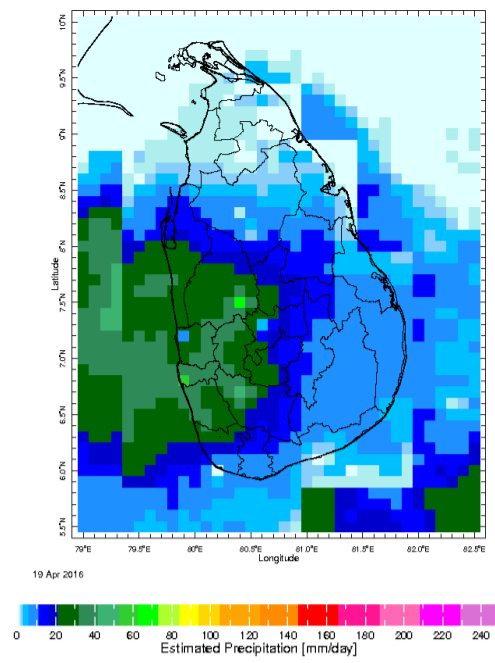 10°N
9.5°N
9°N
8.5°N
8°N
7.5°N
7.0°N
6.5°N
6.0°N
5.5°N
Latitude
79°E 79.5°E 80°E 80.5°E 81°E 81.5°E 82°E 82.5°E
Longitude
19 Apr 2016
0 20 40 60 80 100 120 140 160 180 200 220 240
Estimated Precipitation [mm/day]